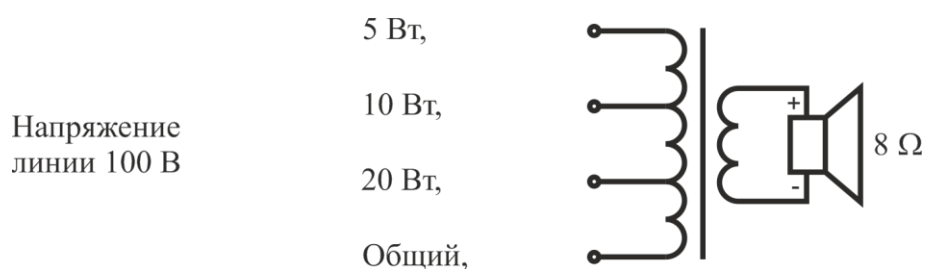 5 Вт,
10 Вт,
Напряжение
линии 100 В
20 Вт,
Общий,
+
-
8 Ω